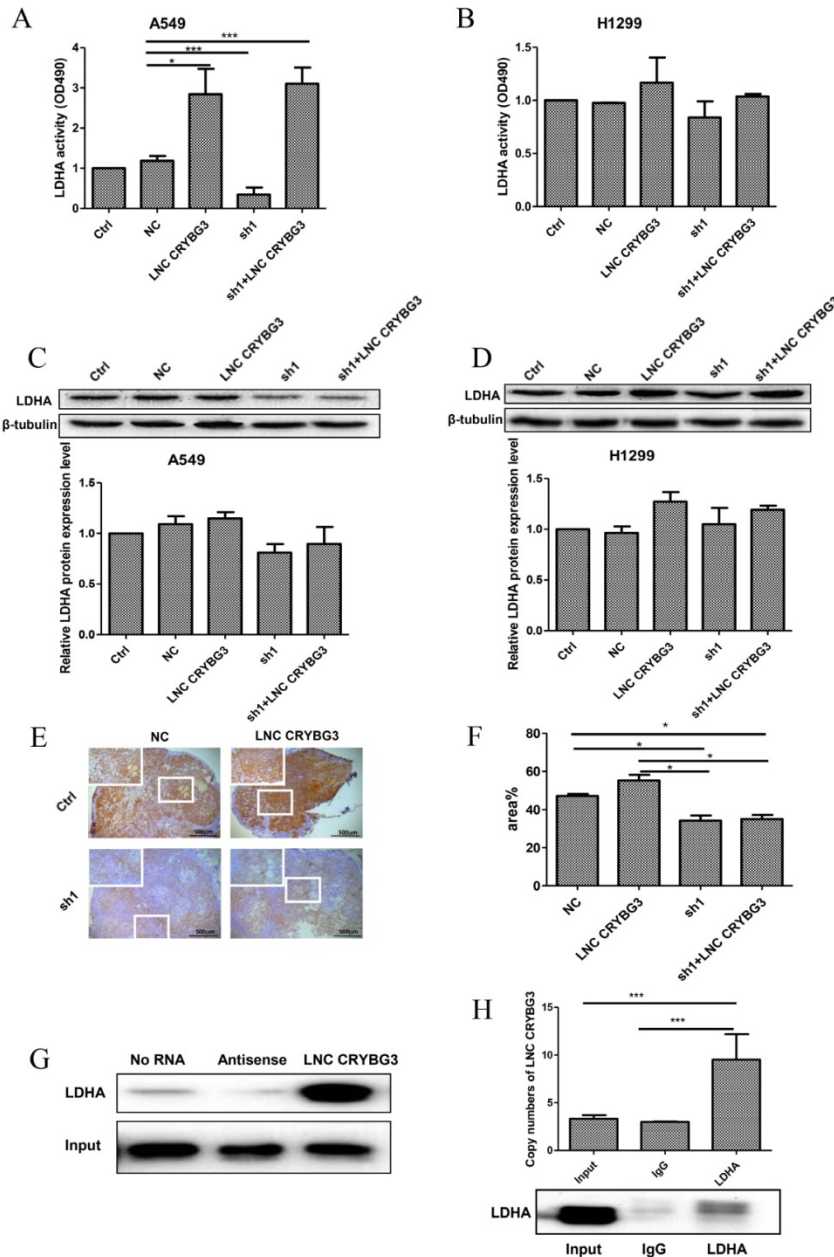 A
A549
***
***
*
LDHA activity (OD490)
4
3
2
1
0
Ctrl
NC
LNC CRYBG3
sh1
sh1+LNC CRYBG3
B
H1299
LDHA activity (OD490)
1.5
1.0
0.5
0.0
Ctrl
NC
LNC CRYBG3
sh1
sh1+LNC CRYBG3
C
Ctrl
NC
LNC CRYBG3
sh1
sh1+LNC CRYBG3
LDHA
β-tubulin
A549
Relative LDHA protein expression level
1.5
1.0
0.5
0.0
Ctrl
NC
LNC CRYBG3
sh1
sh1+LNC CRYBG3
D
Ctrl
NC
LNC CRYBG3
sh1
sh1+LNC CRYBG3
LDHA
β-tubulin
H1299
Relative LDHA protein expression level
1.5
1.0
0.5
0.0
Ctrl
NC
LNC CRYBG3
sh1
sh1+LNC CRYBG3
E
NC
LNC CRYBG3
Ctrl
500μm
500μm
sh1
500μm
500μm
F
*
*
*
*
area%
80
60
40
20
0
NC
LNC CRYBG3
sh1
sh1+LNC CRYBG3
G
No RNA
Antisense
LNC CRYBG3
LDHA
Input
H
***
***
Copy numbers of LNC CRYBG3
15
10
5
0
Input
IgG
LDHA
LDHA
Input
IgG
LDHA